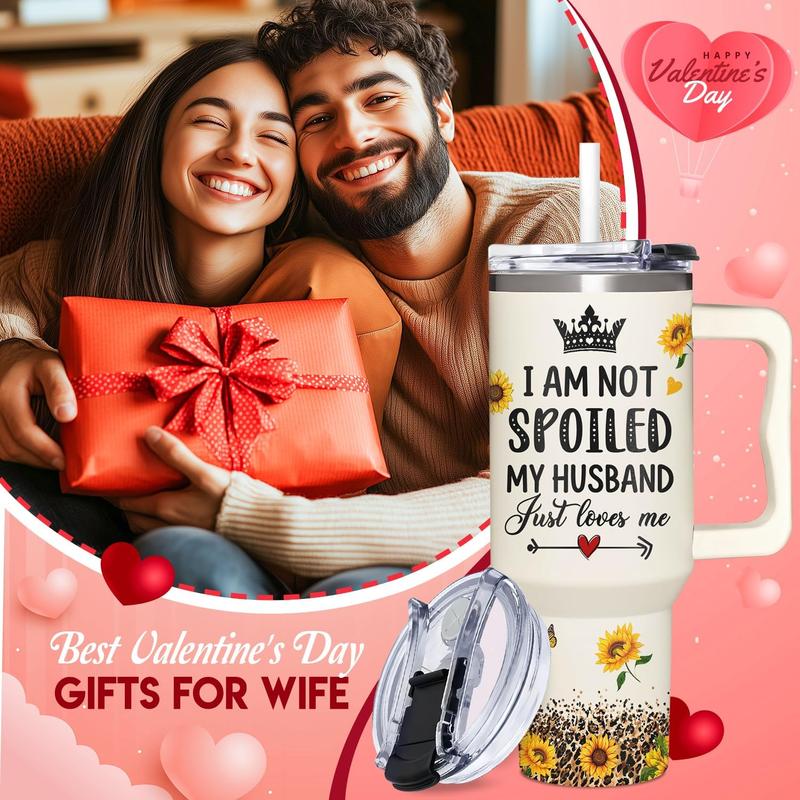 HAPPY
Valentine's
Day
I AM NOT
SPOILED
MY HUSBAND
Just loves me
Best Valentine's Day
GIFTS FOR WIFE